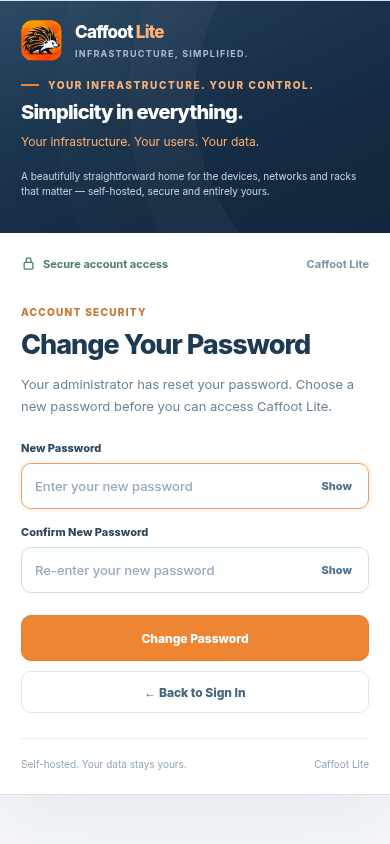 Caffoot Lite
INFRASTRUCTURE, SIMPLIFIED.
YOUR INFRASTRUCTURE. YOUR CONTROL.
Simplicity in everything.
Your infrastructure. Your users. Your data.
A beautifully straightforward home for the devices, networks and racks
that matter — self-hosted, secure and entirely yours.
Secure account access
Caffoot Lite
ACCOUNT SECURITY
Change Your Password
Your administrator has reset your password. Choose a
new password before you can access Caffoot Lite.
New Password
Enter your new password
Show
Confirm New Password
Re-enter your new password
Show
Change Password
← Back to Sign In
Self-hosted. Your data stays yours.
Caffoot Lite